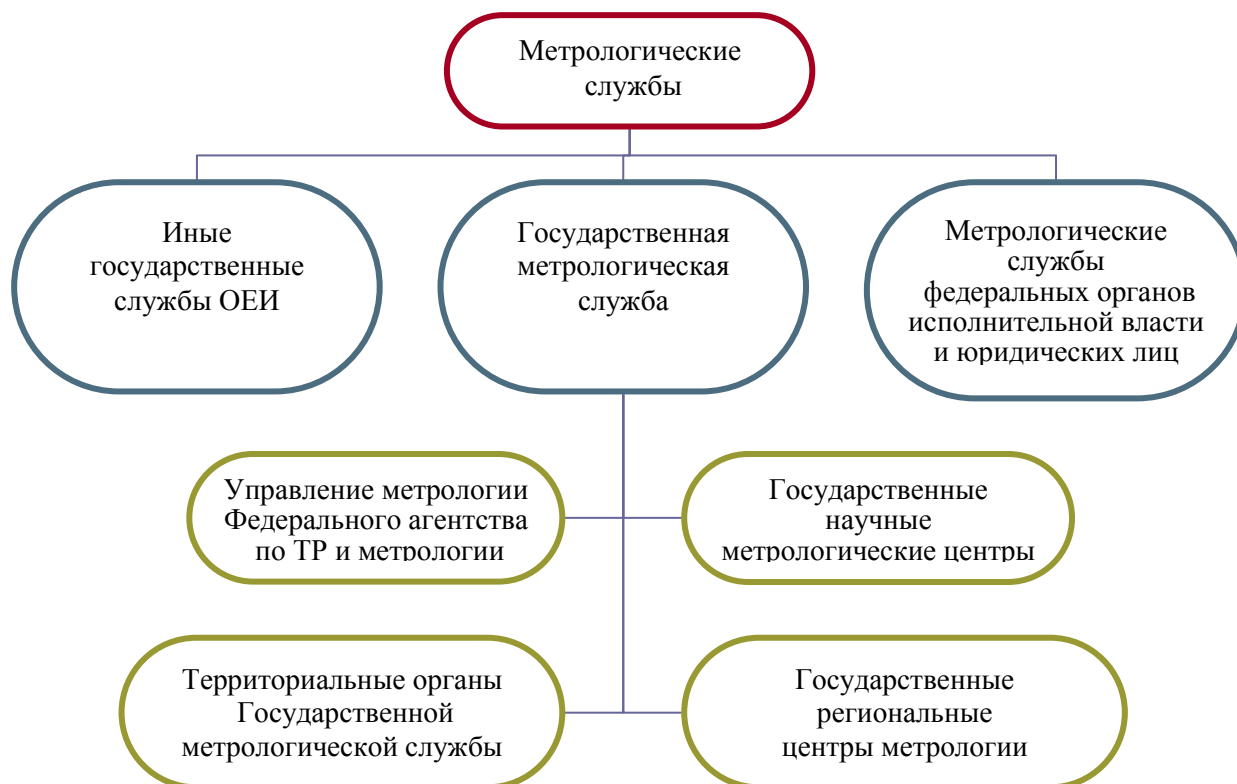 Метрологические
службы
Иные
государственные
службы ОЕИ
Государственная
метрологическая
служба
Метрологические
службы
федеральных органов
исполнительной власти
и юридических лиц
Управление метрологии
Федерального агентства
по ТР и метрологии
Государственные
научные
метрологические центры
Территориальные органы
Государственной
метрологической службы
Государственные
региональные
центры метрологии